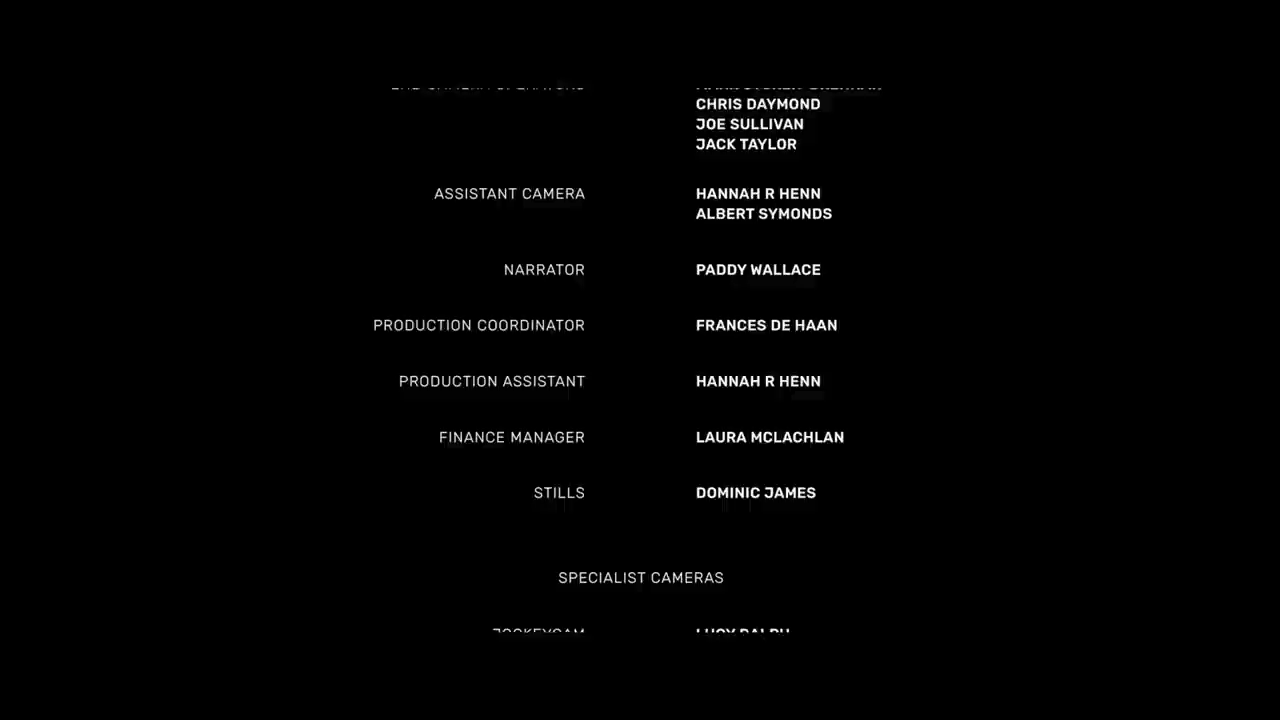 CHRIS DAYMOND
JOE SULLIVAN
JACK TAYLOR
ASSISTANT CAMERA HANNAH R HENN
ALBERT SYMONDS
NARRATOR PADDY WALLACE
PRODUCTION COORDINATOR FRANCES DE HAAN
PRODUCTION ASSISTANT HANNAH R HENN
FINANCE MANAGER LAURA MCLACHLAN
STILLS DOMINIC JAMES
SPECIALIST CAMERAS